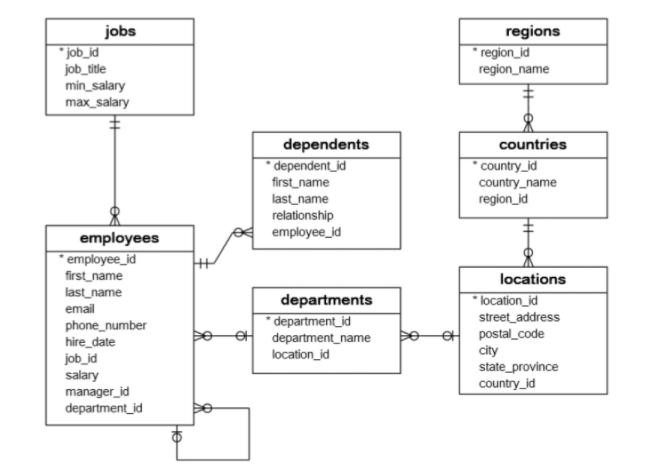 jobs
* job_id
job_title
min_salary
max_salary
regions
* region_id
region_name
dependents
* dependent_id
first_name
last_name
relationship
employee_id
countries
* country_id
country_name
region_id
employees
* employee_id
first_name
last_name
email
phone_number
hire_date
job_id
salary
manager_id
department_id
departments
* department_id
department_name
location_id
locations
* location_id
street_address
postal_code
city
state_province
country_id